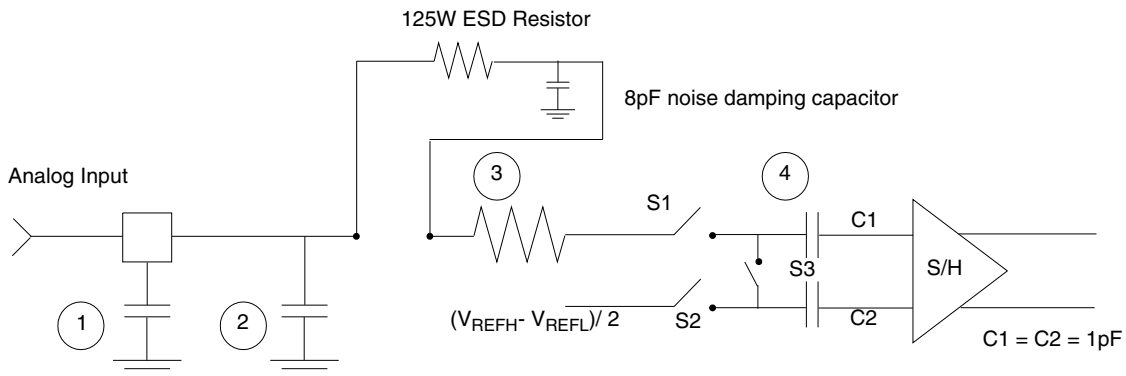 125W ESD Resistor
8pF noise damping capacitor
Analog Input
3
4
S1
C1
S/H
S3
1
2
(VREFH- VREFL)/ 2
S2
C2
C1 = C2 = 1pF